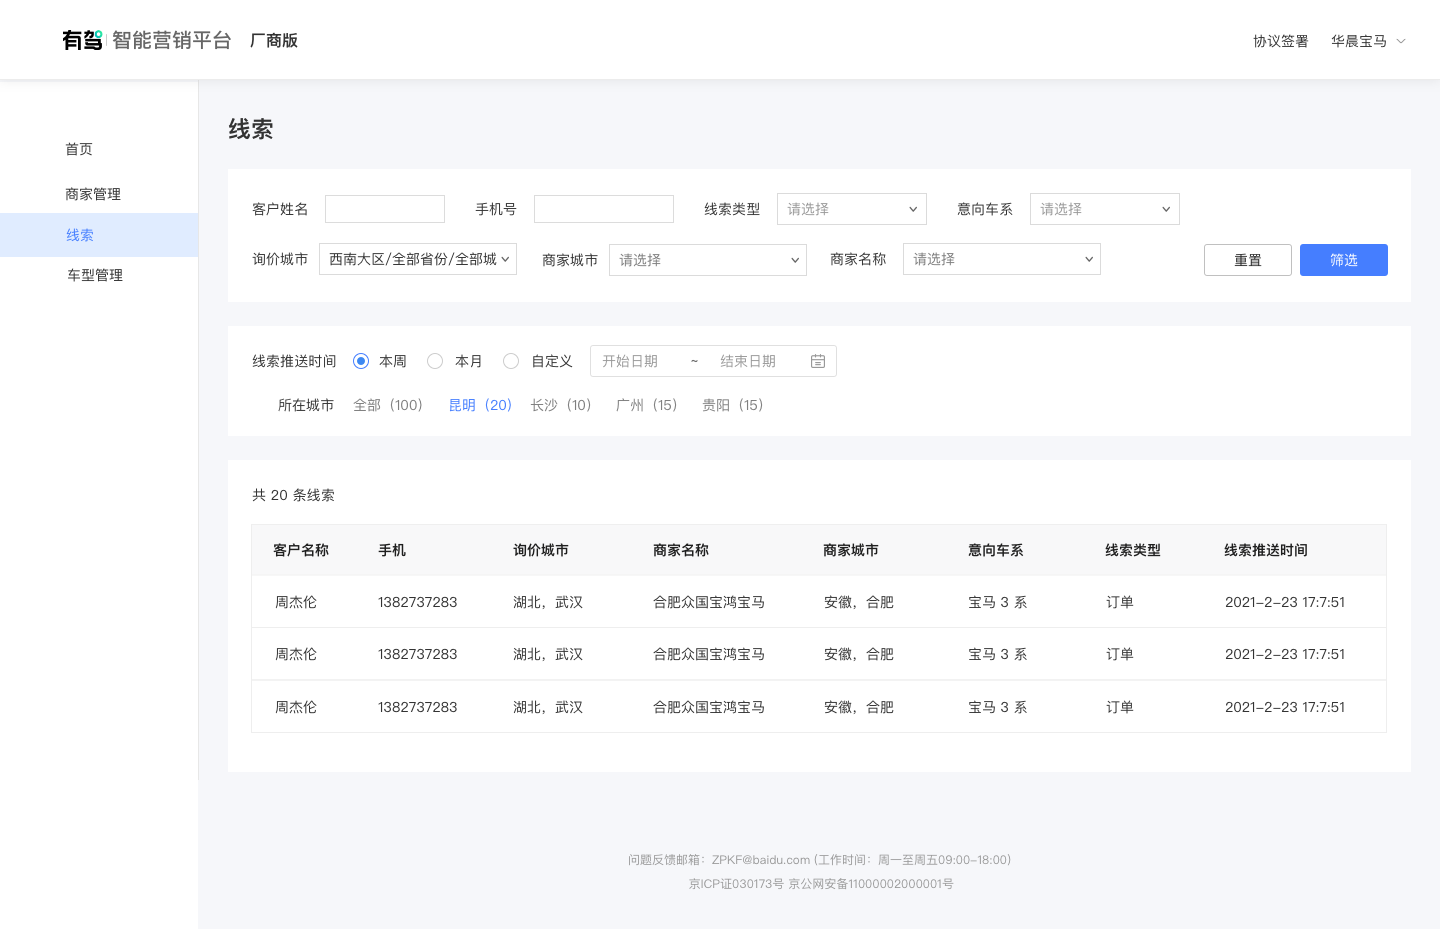 有驾 智能营销平台 厂商版 协议签署 华晨宝马
首页
商家管理
线索
车型管理
线索
客户姓名 手机号 线索类型 请选择 意向车系 请选择
询价城市 西南大区/全部省份/全部城 商家城市 请选择 商家名称 请选择 重置 筛选
线索推送时间 本周 本月 自定义 开始日期 ~ 结束日期
所在城市 全部（100） 昆明（20） 长沙（10） 广州（15） 贵阳（15）
共 20 条线索
客户名称 手机 询价城市 商家名称 商家城市 意向车系 线索类型 线索推送时间
周杰伦 1382737283 湖北，武汉 合肥众国宝鸿宝马 安徽，合肥 宝马 3 系 订单 2021-2-23 17:7:51
周杰伦 1382737283 湖北，武汉 合肥众国宝鸿宝马 安徽，合肥 宝马 3 系 订单 2021-2-23 17:7:51
周杰伦 1382737283 湖北，武汉 合肥众国宝鸿宝马 安徽，合肥 宝马 3 系 订单 2021-2-23 17:7:51
问题反馈邮箱：ZPKF@baidu.com (工作时间：周一至周五09:00-18:00)
京ICP证030173号 京公网安备11000002000001号